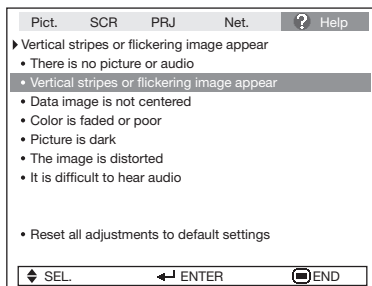 Pict. SCR PRJ Net. ? Help
Vertical stripes or flickering image appear
• There is no picture or audio
• Vertical stripes or flickering image appear
• Data image is not centered
• Color is faded or poor
• Picture is dark
• The image is distorted
• It is difficult to hear audio
• Reset all adjustments to default settings
SEL. ENTER END